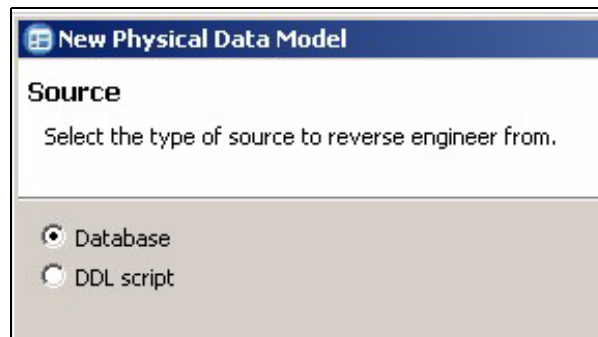 New Physical Data Model
Source
Select the type of source to reverse engineer from.
Database
DDL script